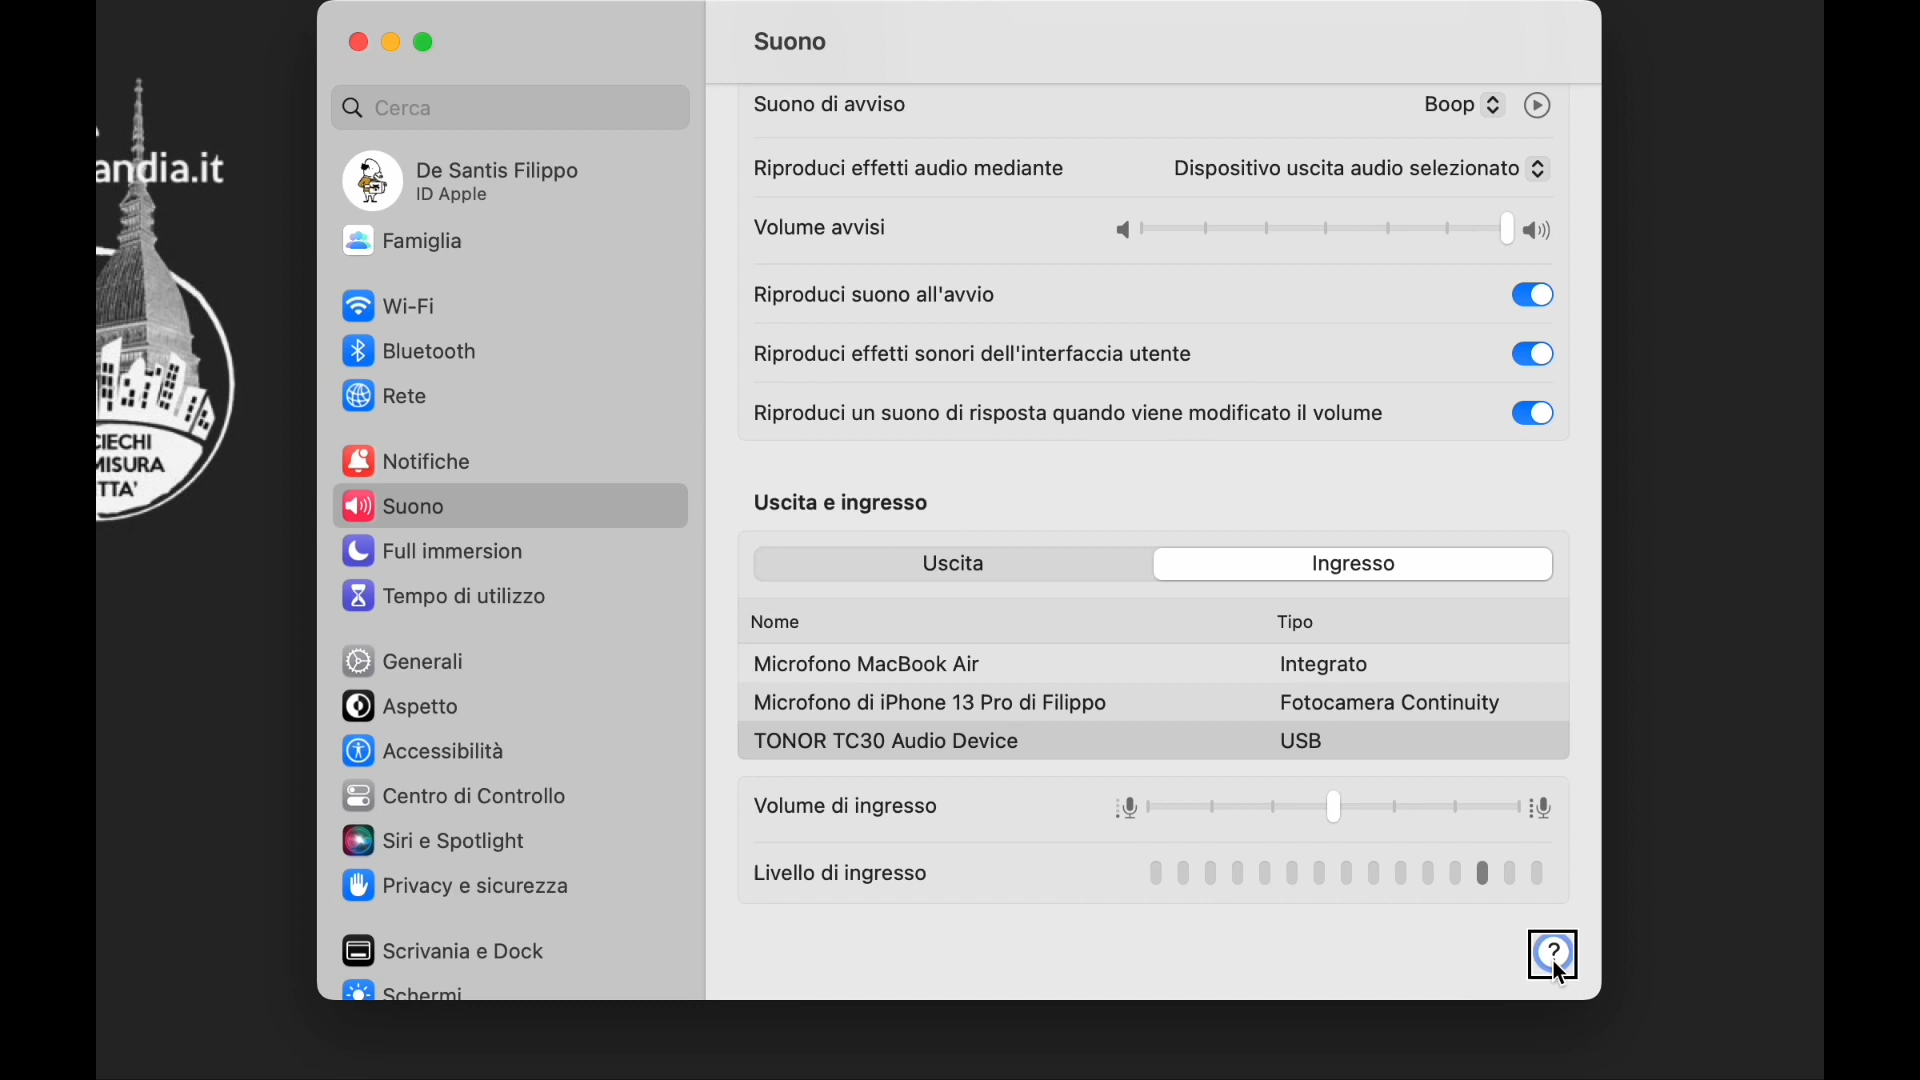 andia.it
CIECHI
MISURA
TTA'
Cerca
De Santis Filippo
ID Apple
Famiglia
Wi-Fi
Bluetooth
Rete
Notifiche
Suono
Full immersion
Tempo di utilizzo
Generali
Aspetto
Accessibilità
Centro di Controllo
Siri e Spotlight
Privacy e sicurezza
Scrivania e Dock
Schermi
Suono
Suono di avviso Boop
Riproduci effetti audio mediante Dispositivo uscita audio selezionato
Volume avvisi
Riproduci suono all'avvio
Riproduci effetti sonori dell'interfaccia utente
Riproduci un suono di risposta quando viene modificato il volume
Uscita e ingresso
Uscita Ingresso
Nome Tipo
Microfono MacBook Air Integrato
Microfono di iPhone 13 Pro di Filippo Fotocamera Continuity
TONOR TC30 Audio Device USB
Volume di ingresso
Livello di ingresso
?